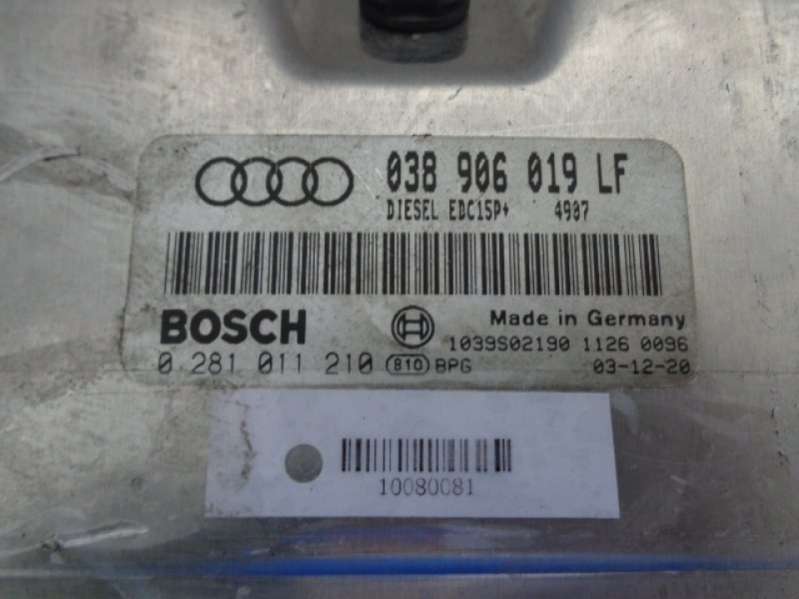 038 906 019 LF
DIESEL EDC15P+ 4907
BOSCH
Made in Germany
1039S02190 1126 0096
0 281 011 210 810 BPG 03-12-20
10080081